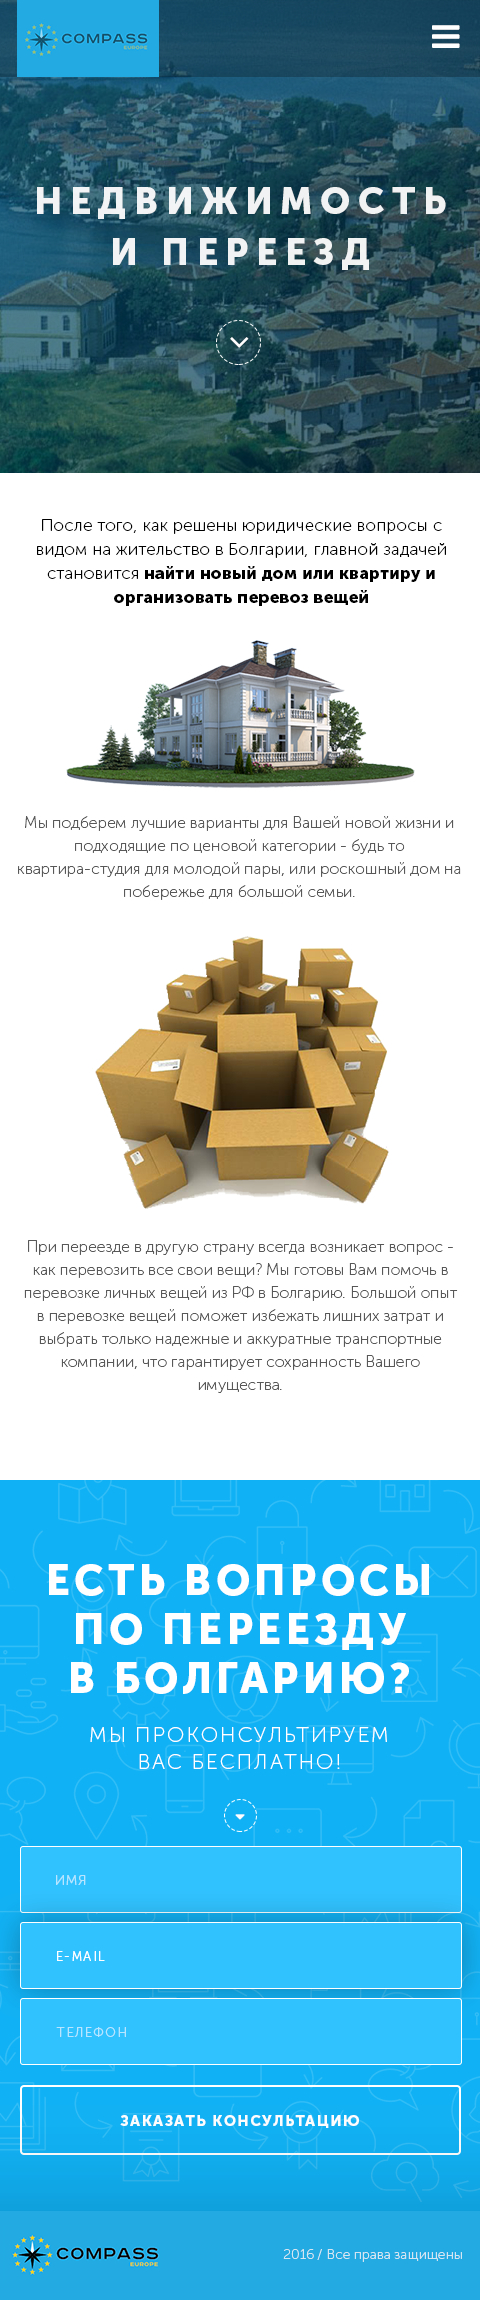 COMPASS
EUROPE
НЕДВИЖИМОСТЬ
И ПЕРЕЕЗД
После того, как решены юридические вопросы с
видом на жительство в Болгарии, главной задачей
становится найти новый дом или квартиру и
организовать перевоз вещей
Мы подберем лучшие варианты для Вашей новой жизни и
подходящие по ценовой категории - будь то
квартира-студия для молодой пары, или роскошный дом на
побережье для большой семьи.
При переезде в другую страну всегда возникает вопрос -
как перевозить все свои вещи? Мы готовы Вам помочь в
перевозке личных вещей из РФ в Болгарию. Большой опыт
в перевозке вещей поможет избежать лишних затрат и
выбрать только надежные и аккуратные транспортные
компании, что гарантирует сохранность Вашего
имущества.
ЕСТЬ ВОПРОСЫ
ПО ПЕРЕЕЗДУ
В БОЛГАРИЮ?
МЫ ПРОКОНСУЛЬТИРУЕМ
ВАС БЕСПЛАТНО!
ИМЯ
E-MAIL
ТЕЛЕФОН
ЗАКАЗАТЬ КОНСУЛЬТАЦИЮ
COMPASS
EUROPE
2016 / Все права защищены